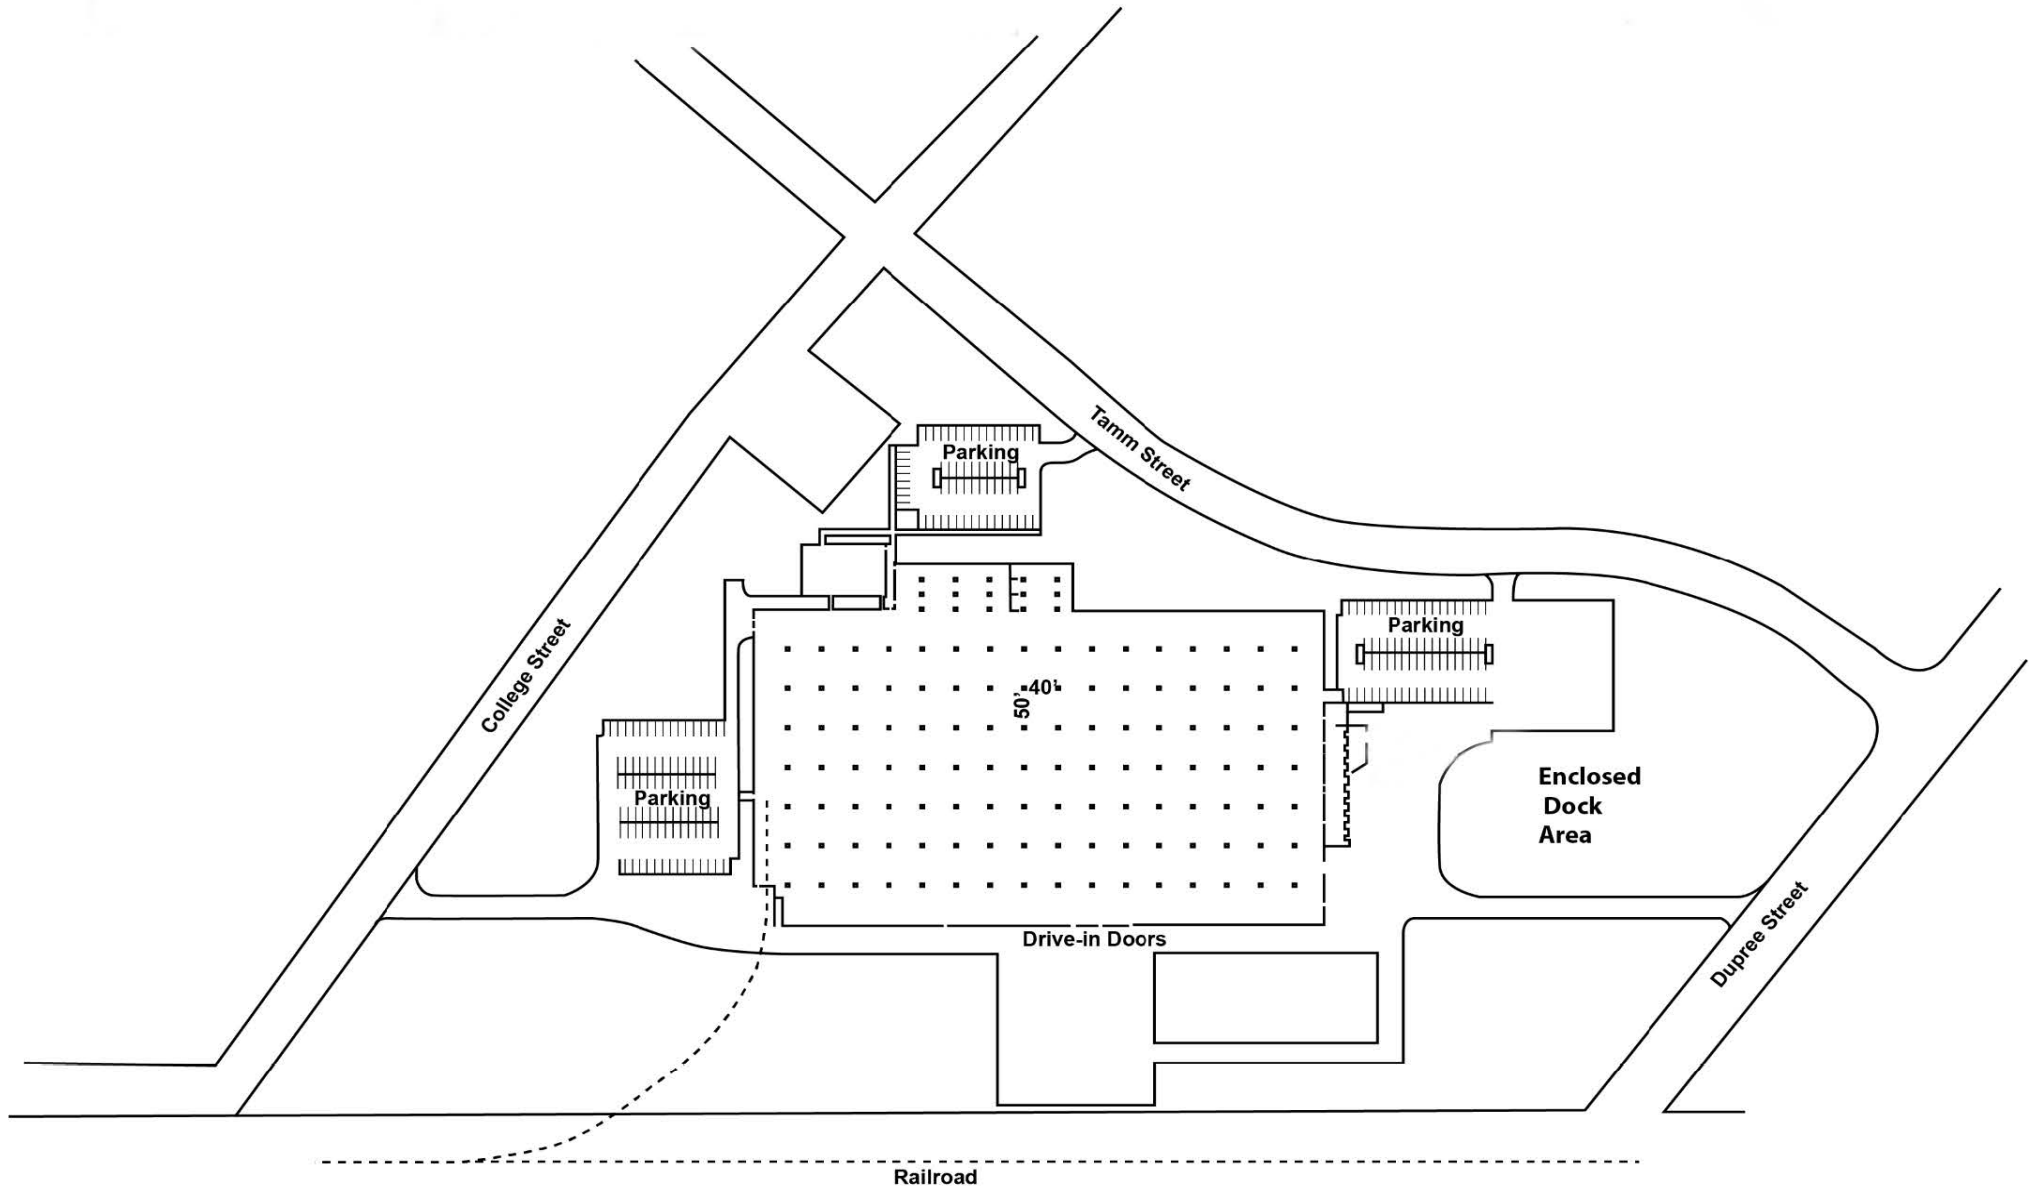 Tamm Street
Parking
Parking
College Street
40'
50'
Parking
Enclosed
Dock
Area
Drive-in Doors
Dupree Street
Railroad